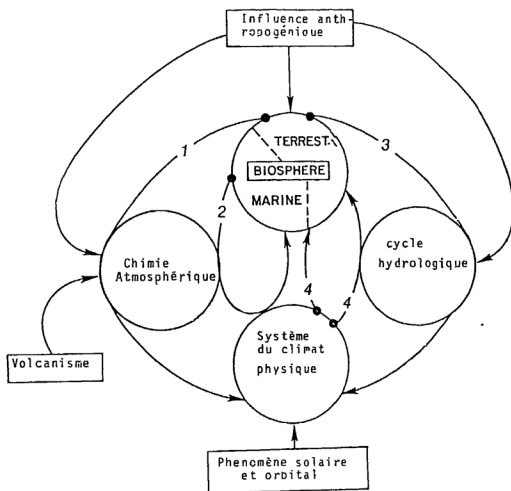 Influence anth-
ropogénique
1
3
TERREST.
BIOSPHERE
MARINE
2
Chimie
Atmosphérique
cycle
hydrologique
4
4
Système
du climat
physique
Volcanisme
Phenomène solaire
et orbital